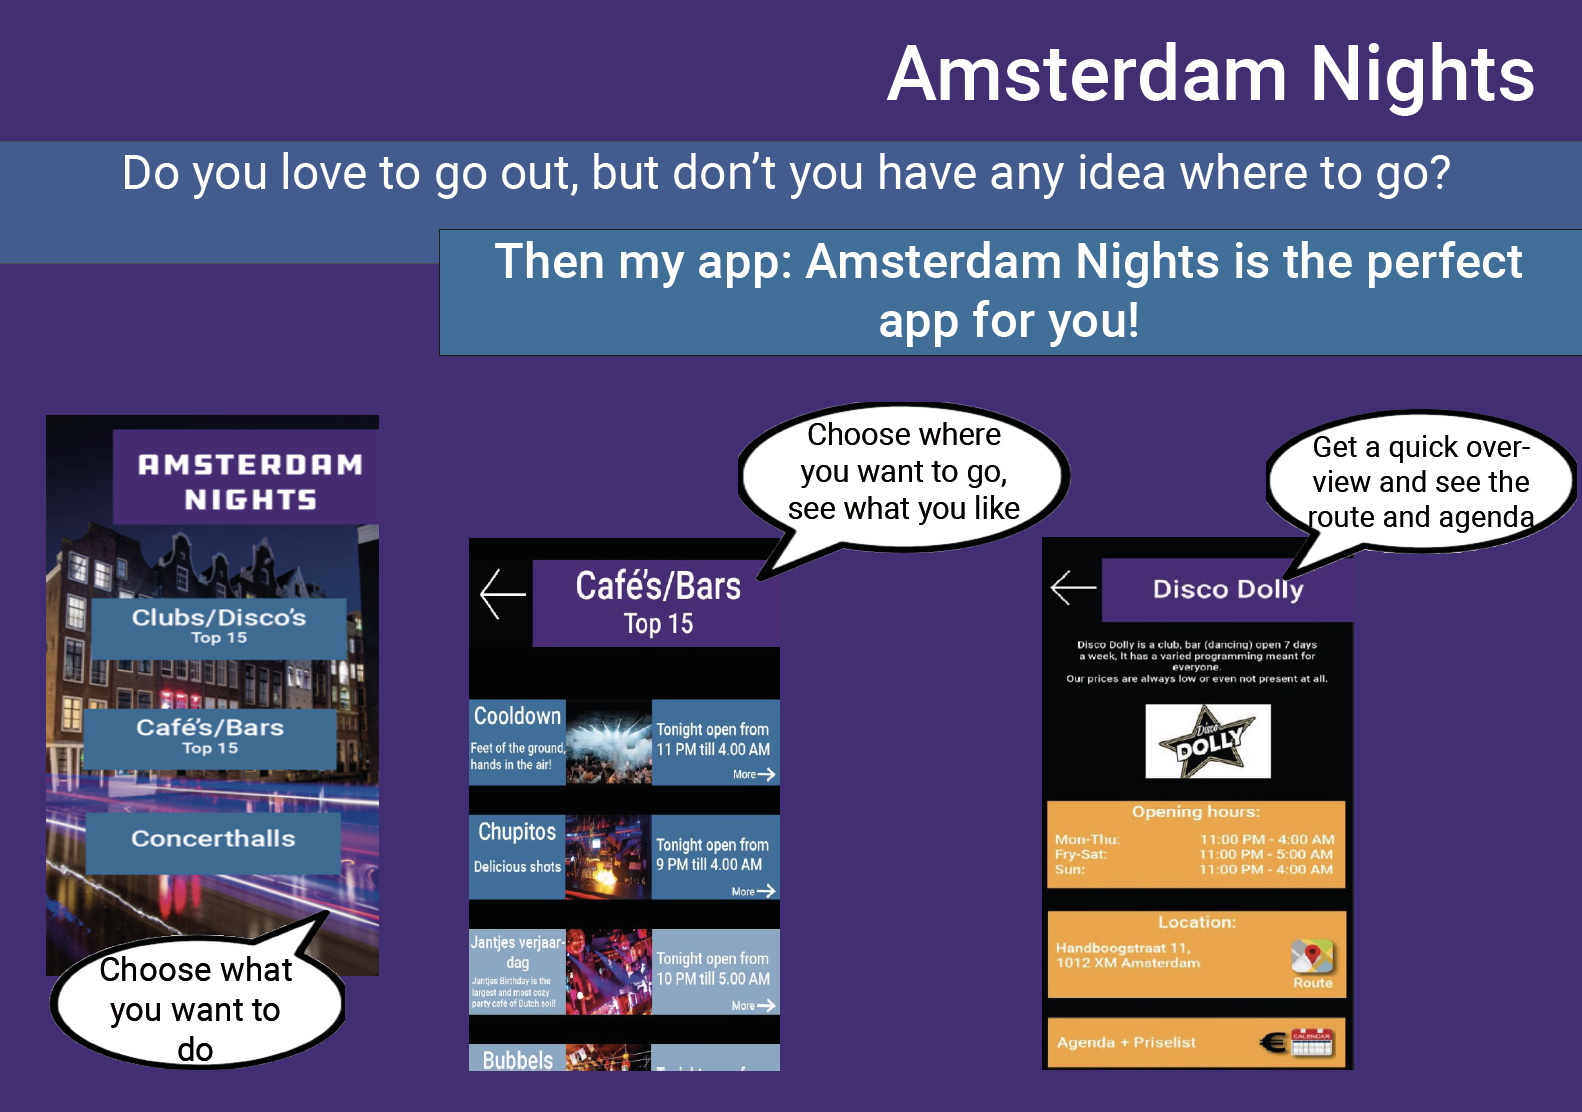 Amsterdam Nights
Do you love to go out, but don't you have any idea where to go?
Then my app: Amsterdam Nights is the perfect
app for you!
AMSTERDAM
NIGHTS
Clubs/Disco's
Top 15
Café's/Bars
Top 15
Concerthalls
Choose what
you want to
do
Choose where
you want to go,
see what you like
Café's/Bars
Top 15
Cooldown
Feet of the ground,
hands in the air!
Tonight open from
11 PM till 4.00 AM
More
Chupitos
Delicious shots
Tonight open from
9 PM till 4.00 AM
More
Jantjes verjaar-
dag
Jantjes Birthday is the
largest and most cozy
party café of Dutch soil!
Tonight open from
10 PM till 5.00 AM
More
Bubbels
Get a quick over-
view and see the
route and agenda
Disco Dolly
Disco Dolly is a club, bar (dancing) open 7 days
a week, It has a varied programming meant for
everyone.
Our prices are always low or even not present at all.
Disco
DOLLY
Opening hours:
Mon-Thu: 11:00 PM - 4:00 AM
Fry-Sat: 11:00 PM - 5:00 AM
Sun: 11:00 PM - 4:00 AM
Location:
Handboogstraat 11,
1012 XM Amsterdam
Route
Agenda + Priselist
€
CALENDAR